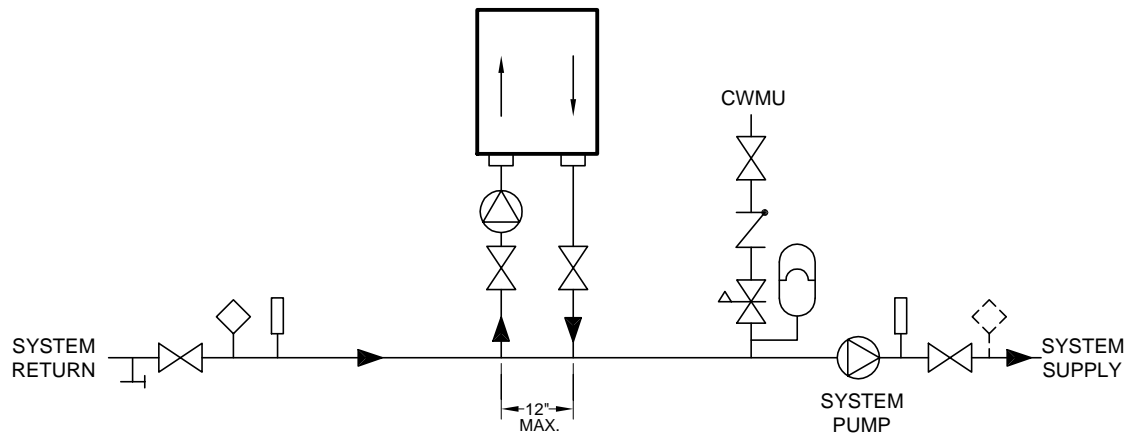 CWMU
SYSTEM
RETURN
12"
MAX.
SYSTEM
PUMP
SYSTEM
SUPPLY